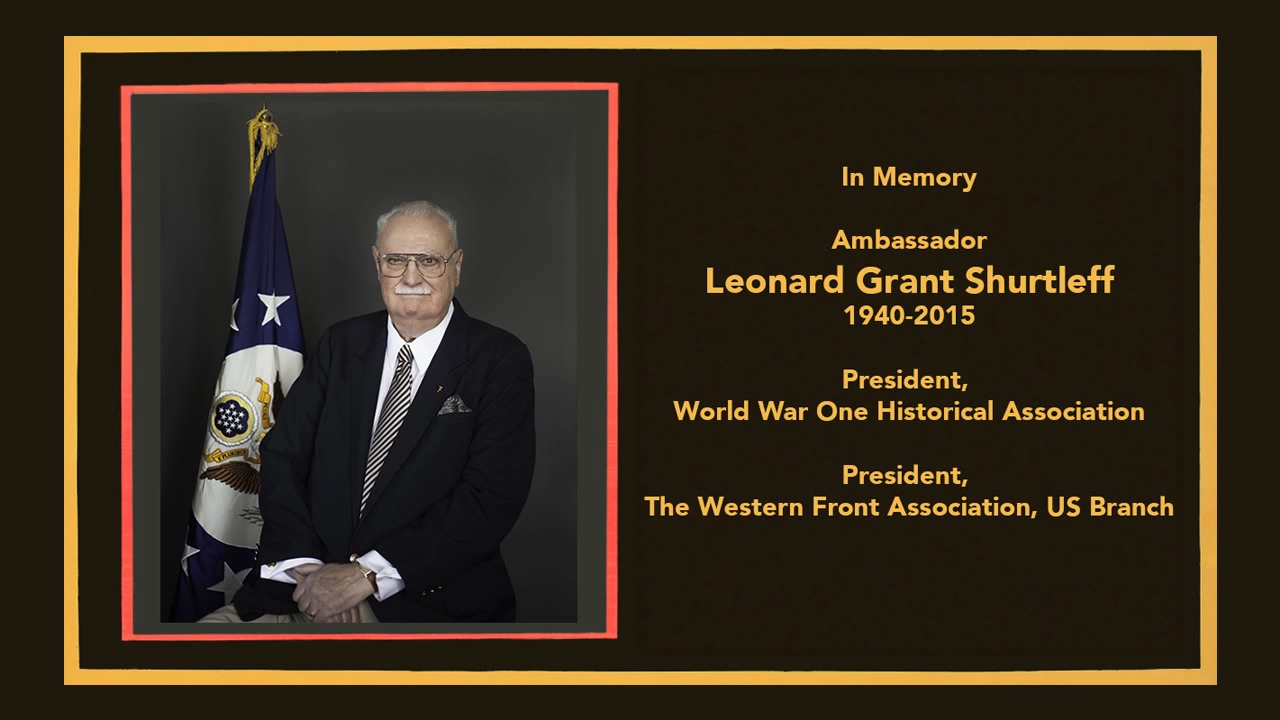 In Memory
Ambassador
Leonard Grant Shurtleff
1940-2015
President,
World War One Historical Association
President,
The Western Front Association, US Branch